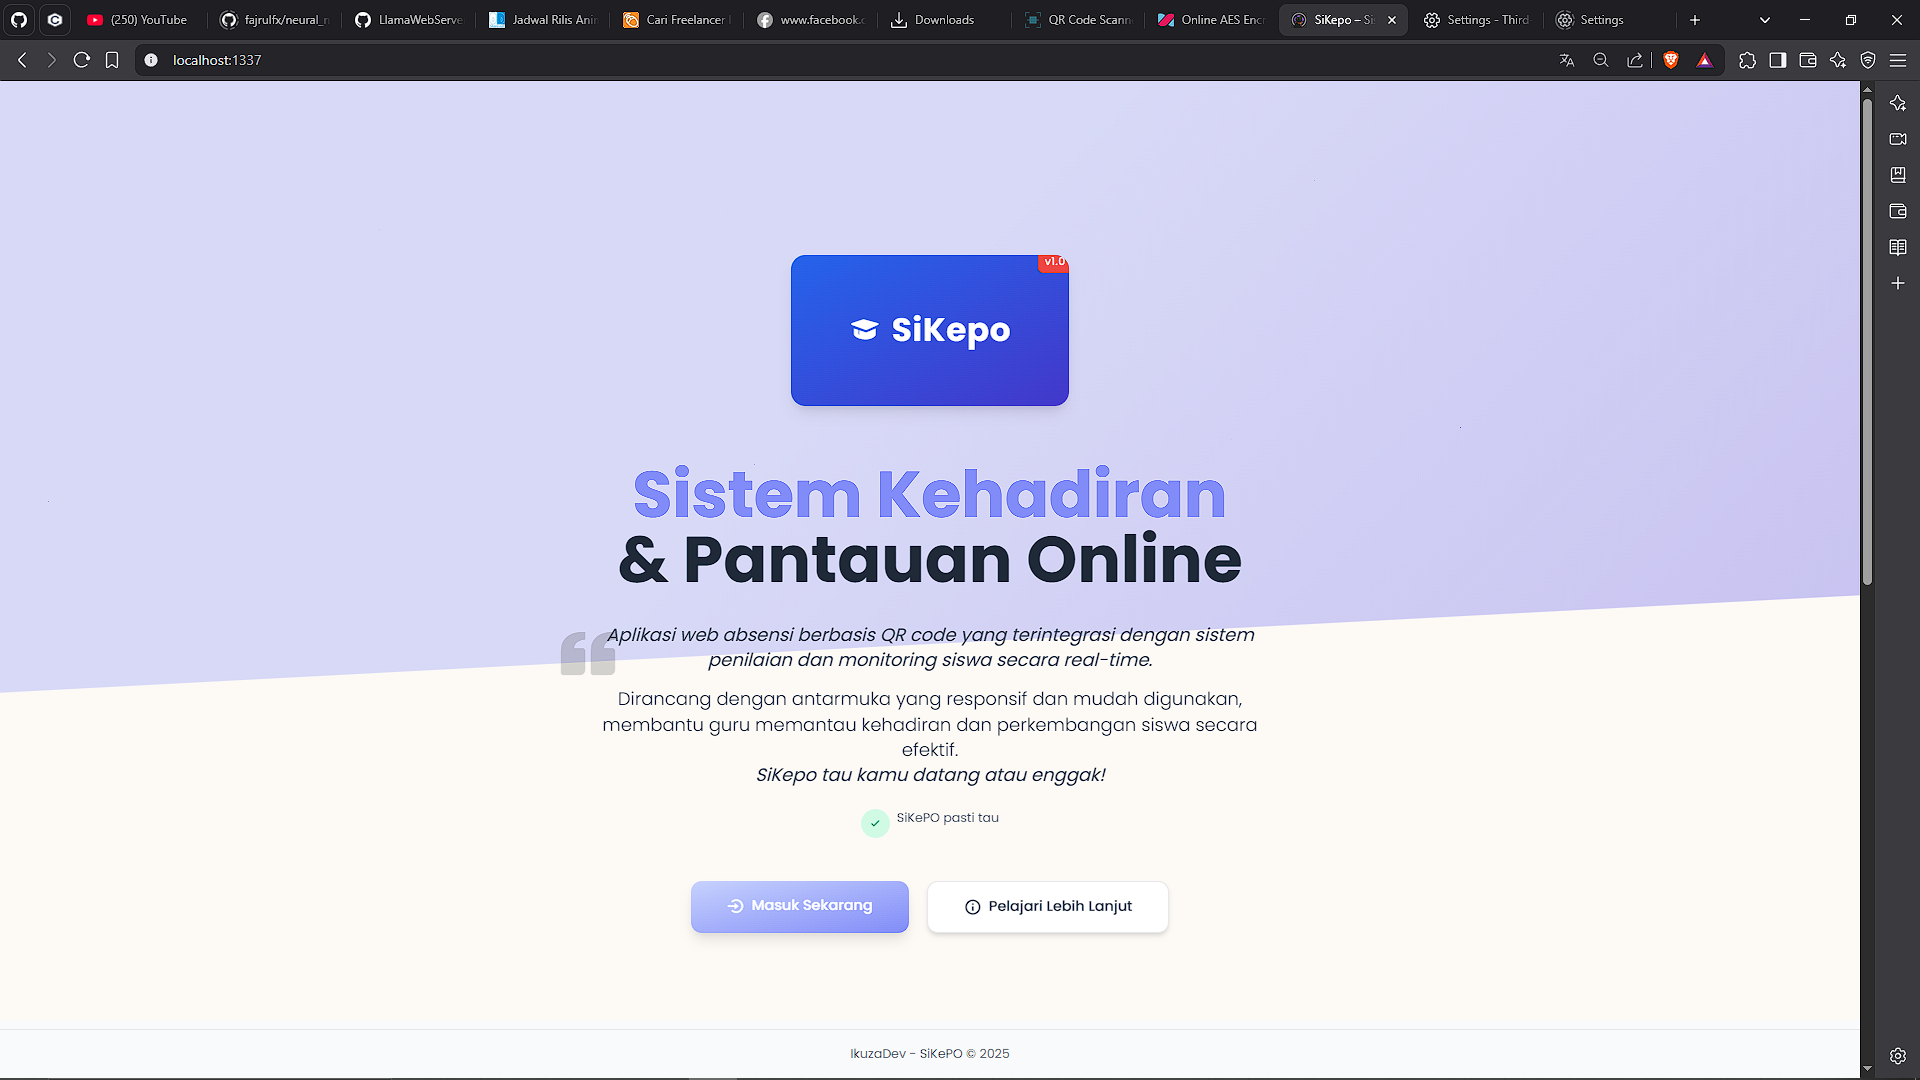 (250) YouTube
fajrulfx/neural_n
LlamaWebServe
Jadwal Rilis Anim
Cari Freelancer
www.facebook.c
Downloads
QR Code Scann
Online AES Encr
SiKepo – Si
Settings - Third
Settings
localhost:1337
v1.0
SiKepo
Sistem Kehadiran
& Pantauan Online
Aplikasi web absensi berbasis QR code yang terintegrasi dengan sistem
penilaian dan monitoring siswa secara real-time.
Dirancang dengan antarmuka yang responsif dan mudah digunakan,
membantu guru memantau kehadiran dan perkembangan siswa secara
efektif.
SiKepo tau kamu datang atau enggak!
SiKePO pasti tau
Masuk Sekarang
Pelajari Lebih Lanjut
IkuzaDev - SiKePO © 2025